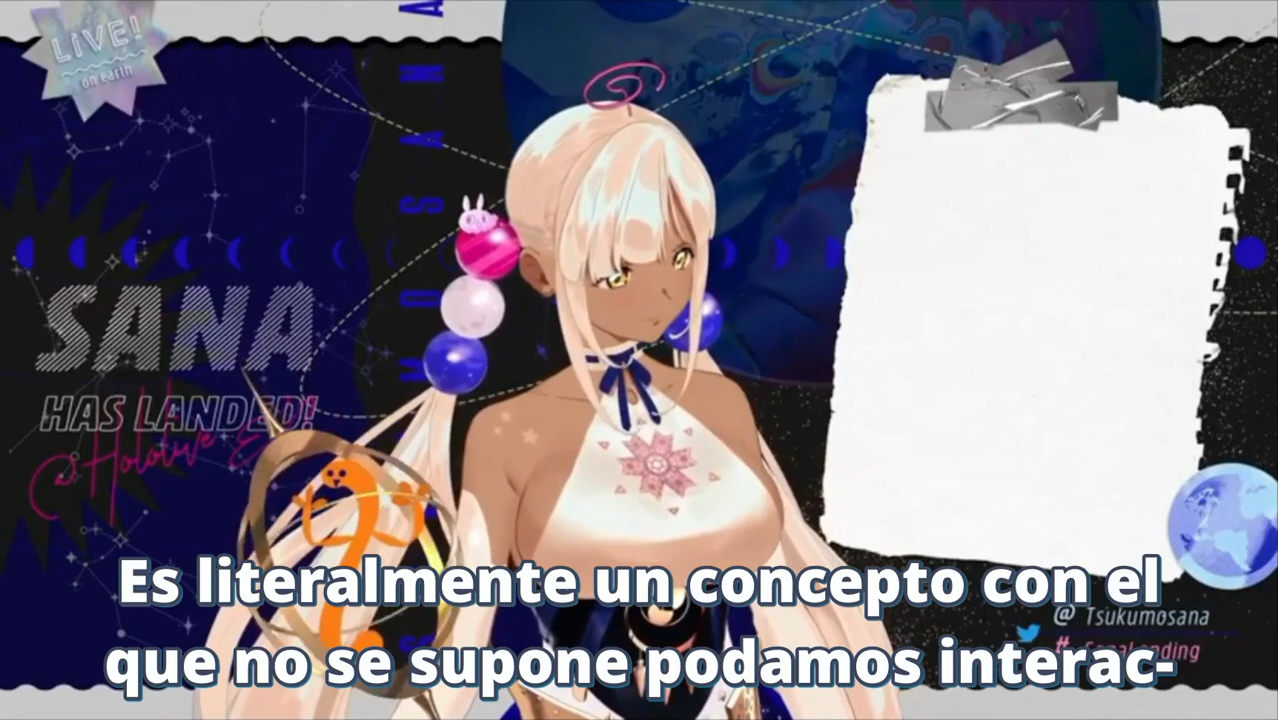 LiVE!
on earth
SANA
HAS LANDED!
@Hololive
Es literalmente un concepto con el
@ Tsukumosana
que no se supone podamos interac-